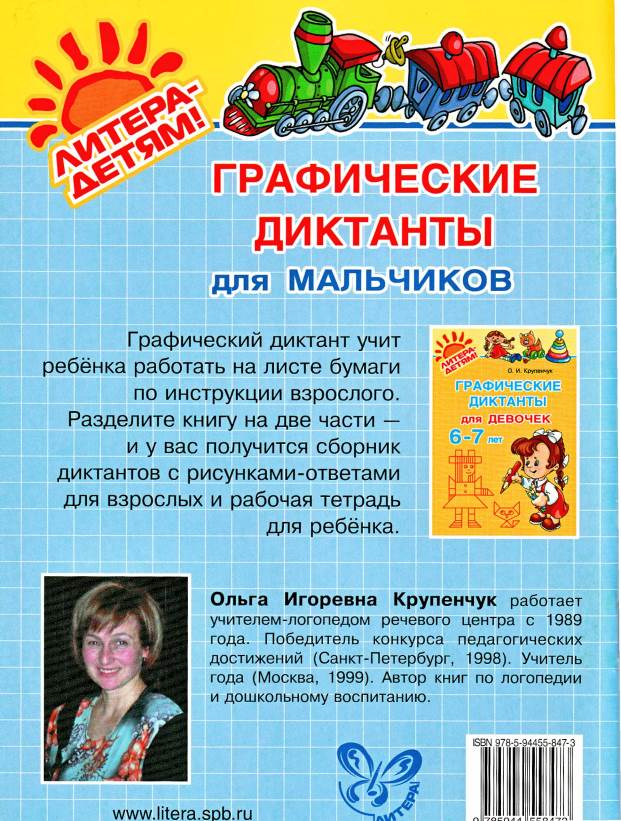 ЛИТЕРА-
ДЕТЯМ!
ГРАФИЧЕСКИЕ
ДИКТАНТЫ
для МАЛЬЧИКОВ
Графический диктант учит
ребёнка работать на листе бумаги
по инструкции взрослого.
Разделите книгу на две части —
и у вас получится сборник
диктантов с рисунками-ответами
для взрослых и рабочая тетрадь
для ребёнка.
ЛИТЕРА-
ДЕТЯМ!
О. И. Крупенчук
ГРАФИЧЕСКИЕ
ДИКТАНТЫ
для ДЕВОЧЕК
6-7 лет
Ольга Игоревна Крупенчук работает
учителем-логопедом речевого центра с 1989
года. Победитель конкурса педагогических
достижений (Санкт-Петербург, 1998). Учитель
года (Москва, 1999). Автор книг по логопедии
и дошкольному воспитанию.
ISBN 978-5-94455-847-3
ЛИТЕРА
www.litera.spb.ru
9 785944 558473